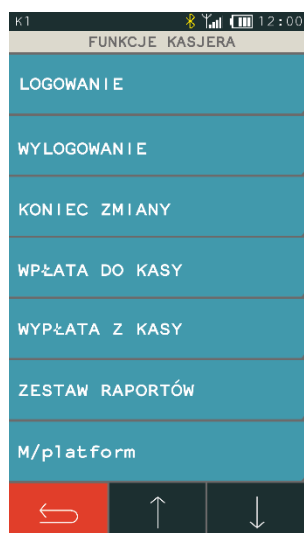 K1 12:00
FUNKCJE KASJERA
LOGOWANIE
WYLOGOWANIE
KONIEC ZMIANY
WPŁATA DO KASY
WYPŁATA Z KASY
ZESTAW RAPORTÓW
M/platform